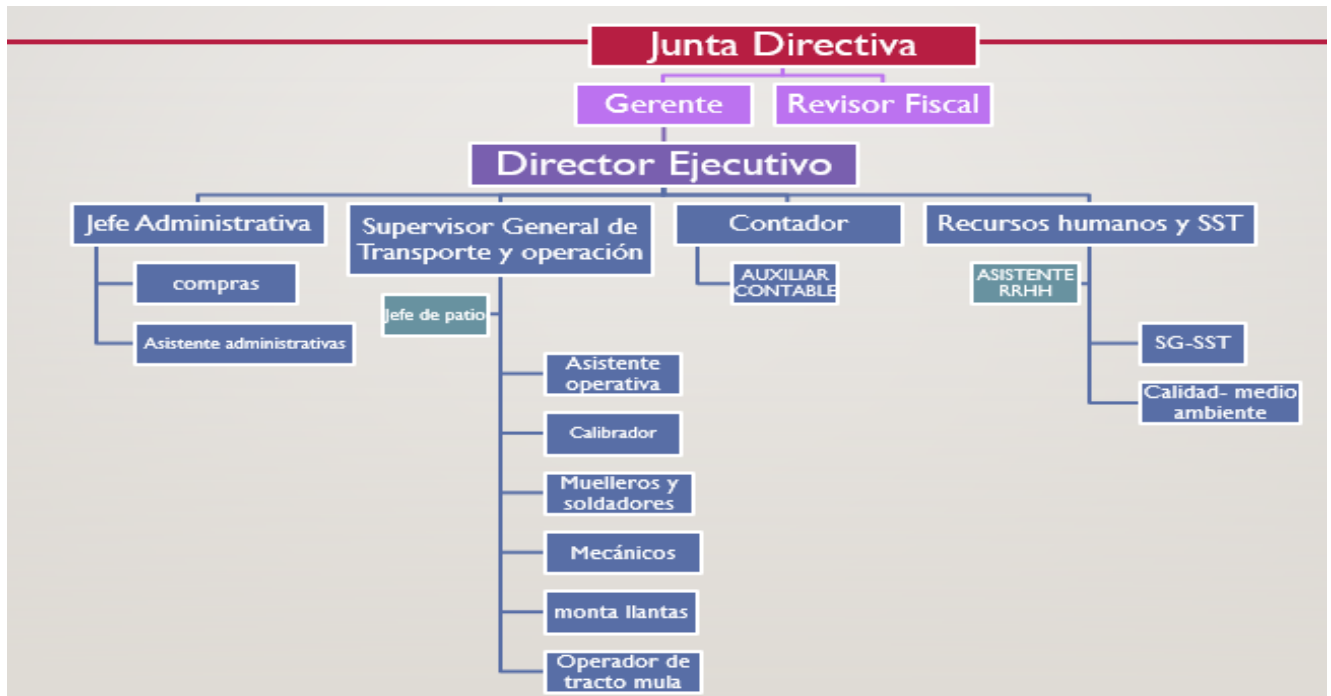 Junta Directiva
Gerente
Revisor Fiscal
Director Ejecutivo
Jefe Administrativa
compras
Asistente administrativas
Supervisor General de
Transporte y operación
Jefe de patio
Asistente
operativa
Calibrador
Muelleros y
soldadores
Mecánicos
monta llantas
Operador de
tracto mula
Contador
AUXILIAR
CONTABLE
Recursos humanos y SST
ASISTENTE
RRHH
SG-SST
Calidad- medio
ambiente